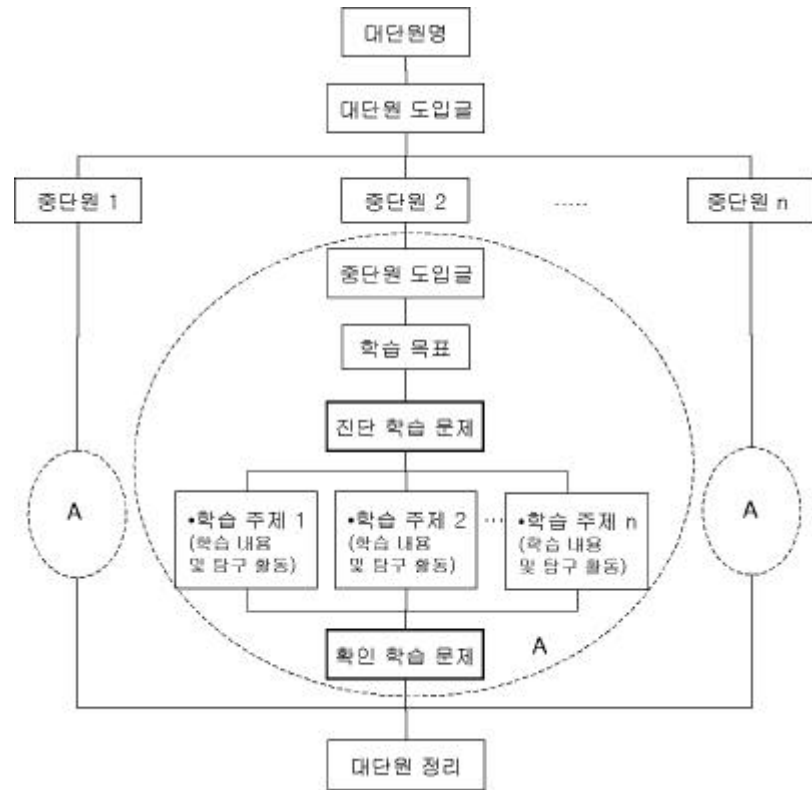 대단원명
대단원 도입글
중단원 1
중단원 2
.....
중단원 n
중단원 도입글
학습 목표
진단 학습 문제
A
•학습 주제 1
(학습 내용
및 탐구 활동)
•학습 주제 2
(학습 내용
및 탐구 활동)
...
•학습 주제 n
(학습 내용
및 탐구 활동)
A
확인 학습 문제
A
대단원 정리